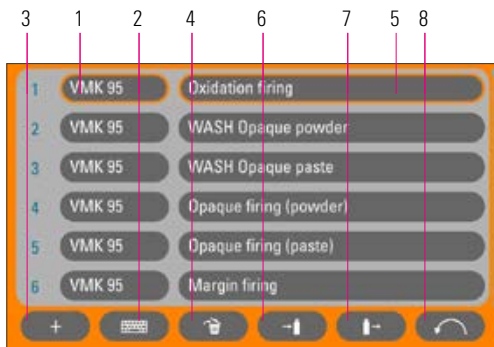 3 1 2 4 6 7 5 8
1 VMK 95 Oxidation firing
2 VMK 95 WASH Opaque powder
3 VMK 95 WASH Opaque paste
4 VMK 95 Opaque firing (powder)
5 VMK 95 Opaque firing (paste)
6 VMK 95 Margin firing
+